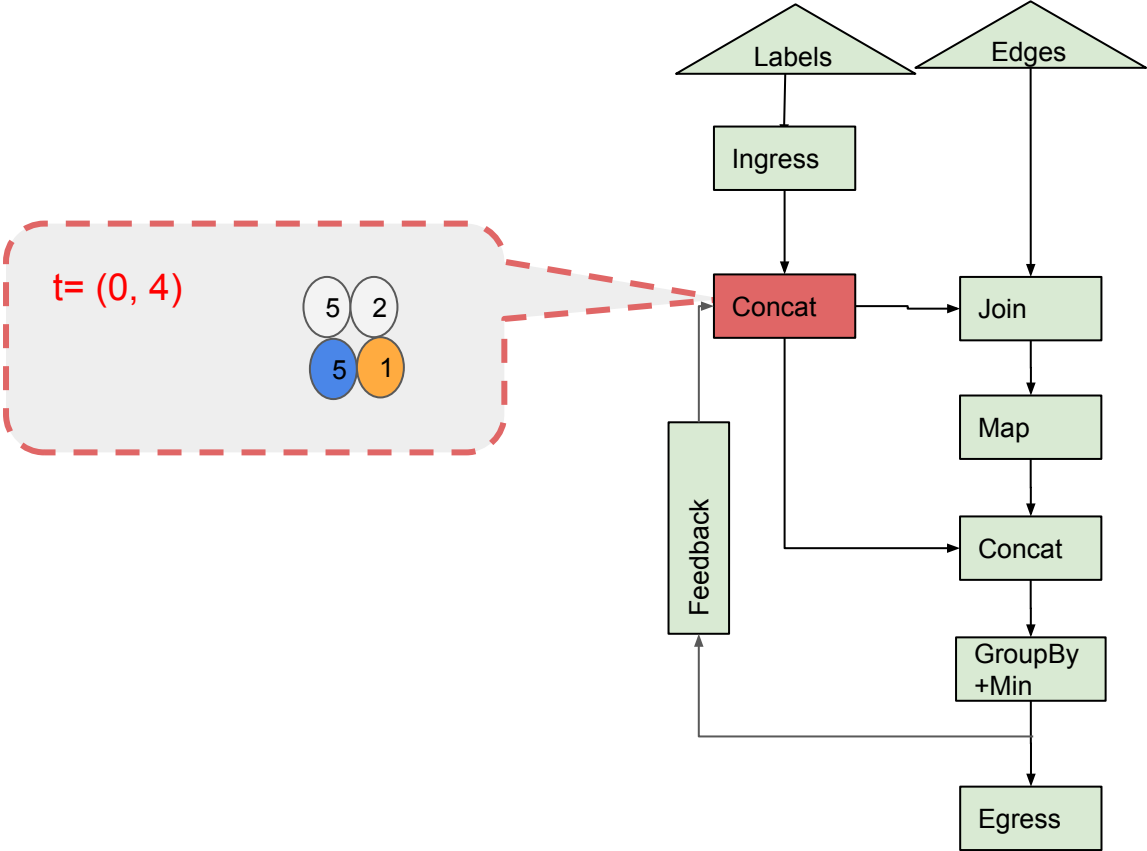 Labels
Edges
Ingress
t= (0, 4)
5 2
5 1
Concat
Join
Map
Feedback
Concat
GroupBy
+Min
Egress